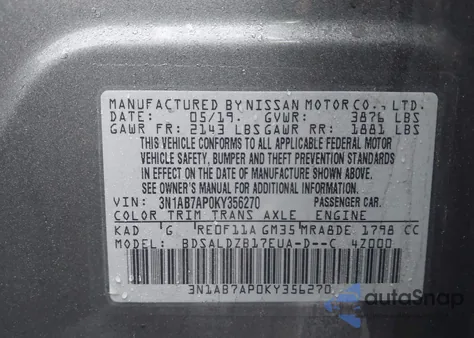 MANUFACTURED BY NISSAN MOTOR CO., LTD.
DATE: 05/19. GVWR: 3876 LBS
GAWR FR: 2143 LBS GAWR RR: 1881 LBS
THIS VEHICLE CONFORMS TO ALL APPLICABLE FEDERAL MOTOR
VEHICLE SAFETY, BUMPER AND THEFT PREVENTION STANDARDS
IN EFFECT ON THE DATE OF MANUFACTURE SHOWN ABOVE.
SEE OWNER'S MANUAL FOR ADDITIONAL INFORMATION.
VIN: 3N1AB7AP0KY356270 PASSENGER CAR.
COLOR TRIM TRANS AXLE ENGINE
KAD G RE0F11A GM35 MRA8DE 1798 CC
BDSALDZB17EUA-D--C 4Z000
3N1AB7AP0KY356270
autoSnap